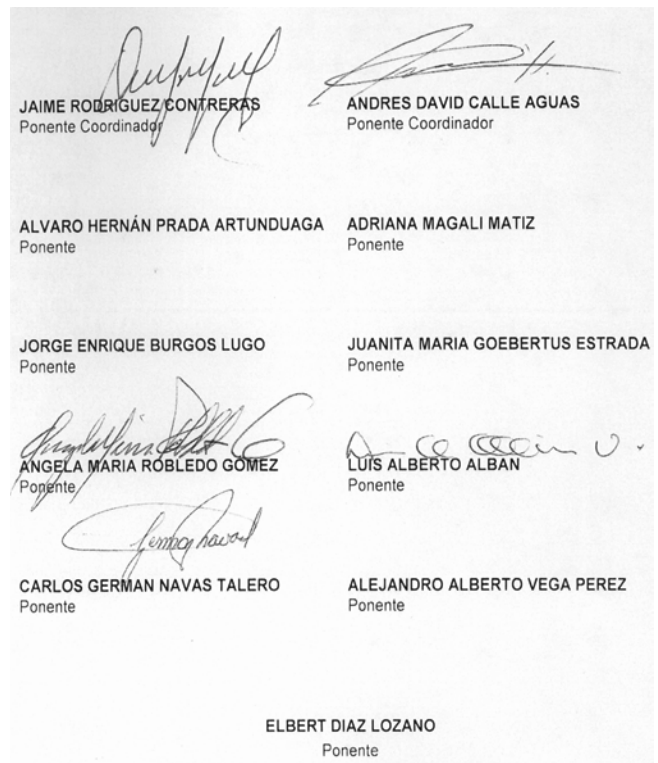 JAIME RODRIGUEZ CONTRERAS
Ponente Coordinador
ANDRES DAVID CALLE AGUAS
Ponente Coordinador
ALVARO HERNÁN PRADA ARTUNDUAGA
Ponente
ADRIANA MAGALI MATIZ
Ponente
JORGE ENRIQUE BURGOS LUGO
Ponente
JUANITA MARIA GOEBERTUS ESTRADA
Ponente
ANGELA MARIA ROBLEDO GOMEZ
Ponente
LUIS ALBERTO ALBAN
Ponente
CARLOS GERMAN NAVAS TALERO
Ponente
ALEJANDRO ALBERTO VEGA PEREZ
Ponente
ELBERT DIAZ LOZANO
Ponente